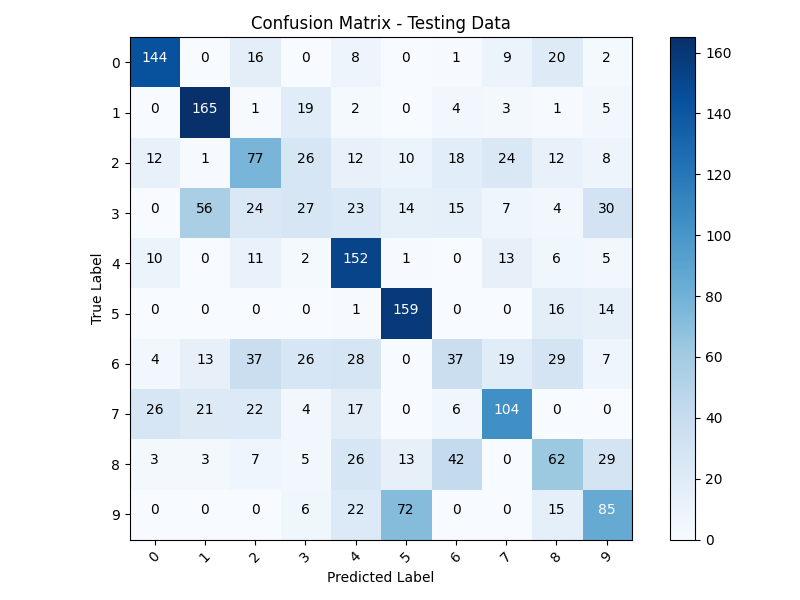 Confusion Matrix - Testing Data
0 144 0 16 0 8 0 1 9 20 2
1 0 165 1 19 2 0 4 3 1 5
2 12 1 77 26 12 10 18 24 12 8
3 0 56 24 27 23 14 15 7 4 30
4 10 0 11 2 152 1 0 13 6 5
5 0 0 0 0 1 159 0 0 16 14
6 4 13 37 26 28 0 37 19 29 7
7 26 21 22 4 17 0 6 104 0 0
8 3 3 7 5 26 13 42 0 62 29
9 0 0 0 6 22 72 0 0 15 85
0 1 2 3 4 5 6 7 8 9
Predicted Label
True Label
160
140
120
100
80
60
40
20
0